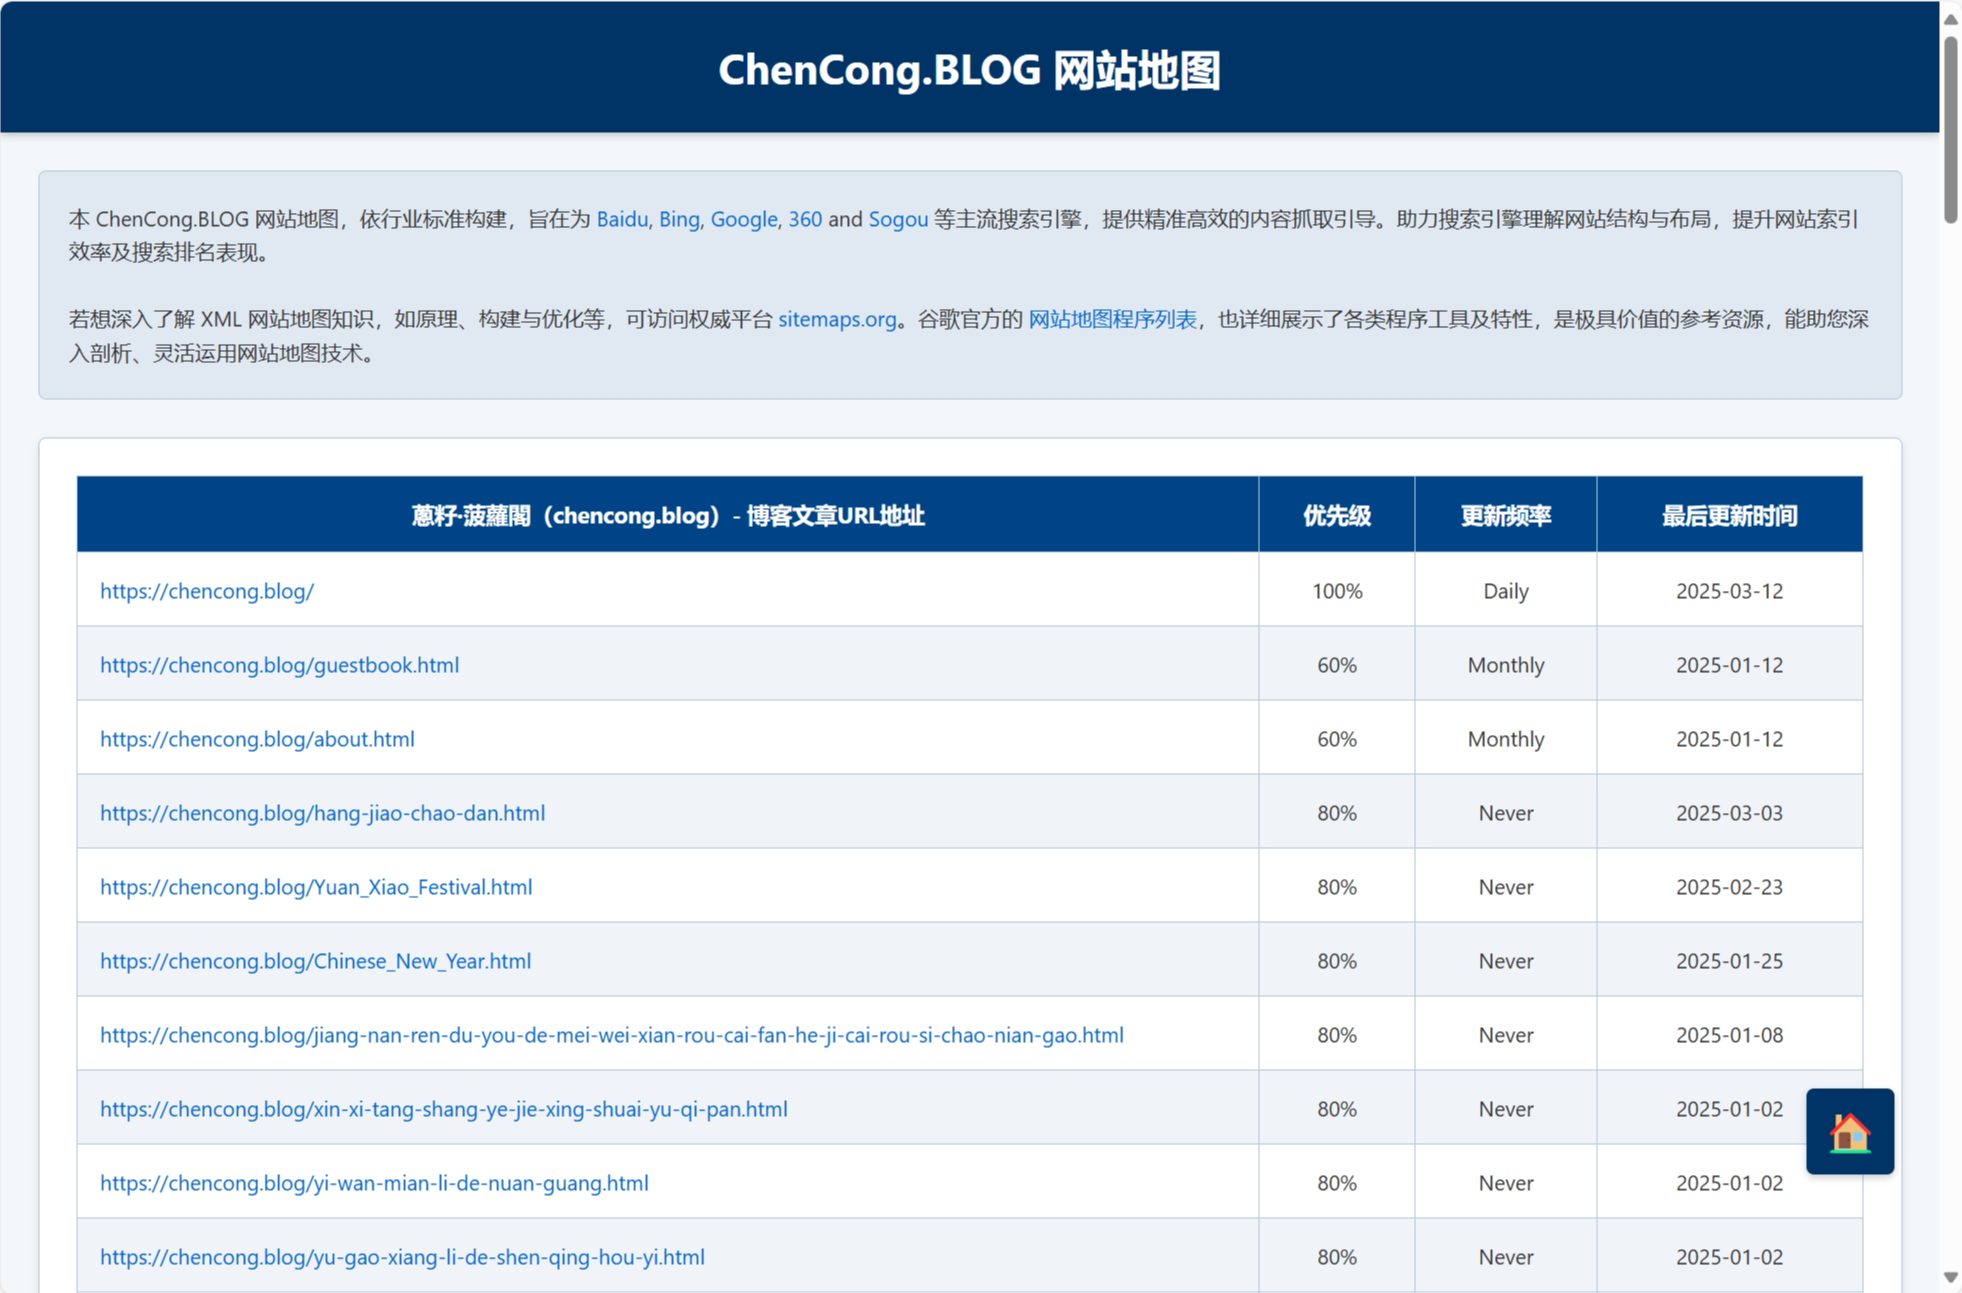 ChenCong.BLOG 网站地图
本 ChenCong.BLOG 网站地图，依行业标准构建，旨在为 Baidu, Bing, Google, 360 and Sogou 等主流搜索引擎，提供精准高效的内容抓取引导。助力搜索引擎理解网站结构与布局，提升网站索引
效率及搜索排名表现。
若想深入了解 XML 网站地图知识，如原理、构建与优化等，可访问权威平台 sitemaps.org。谷歌官方的 网站地图程序列表，也详细展示了各类程序工具及特性，是极具价值的参考资源，能助您深
入剖析、灵活运用网站地图技术。
蔥籽·菠蘿閣（chencong.blog）- 博客文章URL地址 优先级 更新频率 最后更新时间
https://chencong.blog/ 100% Daily 2025-03-12
https://chencong.blog/guestbook.html 60% Monthly 2025-01-12
https://chencong.blog/about.html 60% Monthly 2025-01-12
https://chencong.blog/hang-jiao-chao-dan.html 80% Never 2025-03-03
https://chencong.blog/Yuan_Xiao_Festival.html 80% Never 2025-02-23
https://chencong.blog/Chinese_New_Year.html 80% Never 2025-01-25
https://chencong.blog/jiang-nan-ren-du-you-de-mei-wei-xian-rou-cai-fan-he-ji-cai-rou-si-chao-nian-gao.html 80% Never 2025-01-08
https://chencong.blog/xin-xi-tang-shang-ye-jie-xing-shuai-yu-qi-pan.html 80% Never 2025-01-02
https://chencong.blog/yi-wan-mian-li-de-nuan-guang.html 80% Never 2025-01-02
https://chencong.blog/yu-gao-xiang-li-de-shen-qing-hou-yi.html 80% Never 2025-01-02